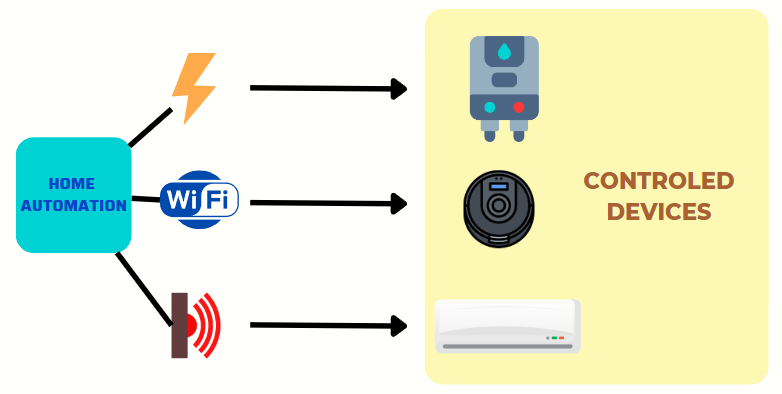 HOME
AUTOMATION
WiFi
CONTROLED
DEVICES